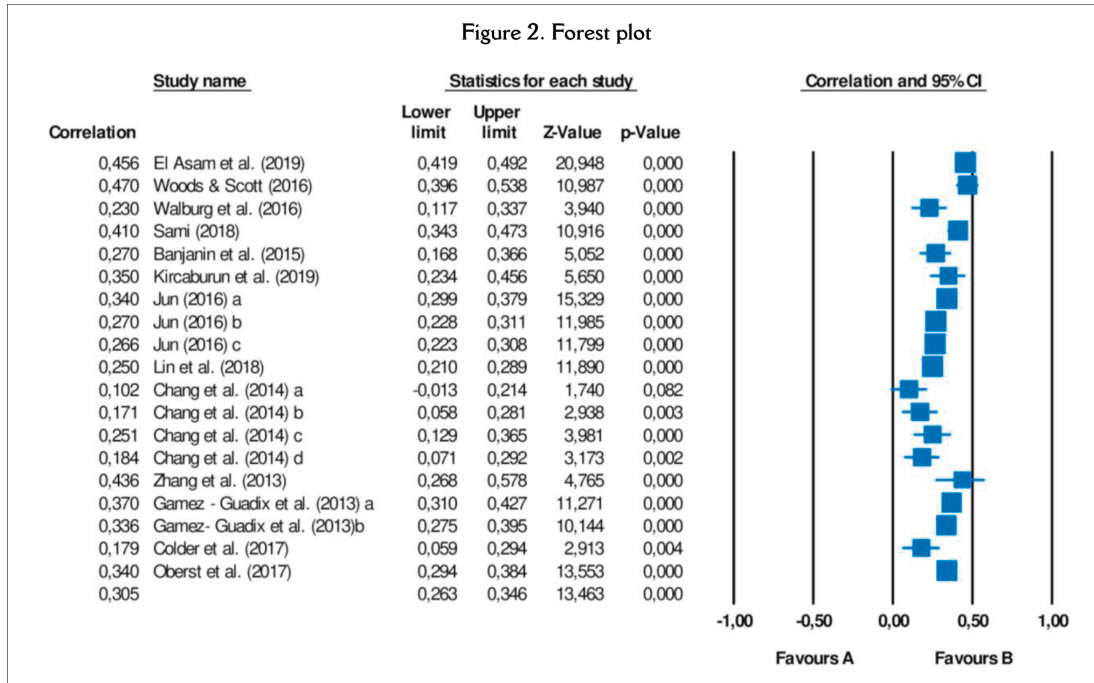 Figure 2. Forest plot
Study name Statistics for each study Correlation and 95% CI
Lower Upper
Correlation limit limit Z-Value p-Value
0,456 El Asam et al. (2019) 0,419 0,492 20,948 0,000
0,470 Woods & Scott (2016) 0,396 0,538 10,987 0,000
0,230 Walburg et al. (2016) 0,117 0,337 3,940 0,000
0,410 Sami (2018) 0,343 0,473 10,916 0,000
0,270 Banjanin et al. (2015) 0,168 0,366 5,052 0,000
0,350 Kircaburun et al. (2019) 0,234 0,456 5,650 0,000
0,340 Jun (2016) a 0,299 0,379 15,329 0,000
0,270 Jun (2016) b 0,228 0,311 11,985 0,000
0,266 Jun (2016) c 0,223 0,308 11,799 0,000
0,250 Lin et al. (2018) 0,210 0,289 11,890 0,000
0,102 Chang et al. (2014) a -0,013 0,214 1,740 0,082
0,171 Chang et al. (2014) b 0,058 0,281 2,938 0,003
0,251 Chang et al. (2014) c 0,129 0,365 3,981 0,000
0,184 Chang et al. (2014) d 0,071 0,292 3,173 0,002
0,436 Zhang et al. (2013) 0,268 0,578 4,765 0,000
0,370 Gamez - Guadix et al. (2013) a 0,310 0,427 11,271 0,000
0,336 Gamez- Guadix et al. (2013)b 0,275 0,395 10,144 0,000
0,179 Colder et al. (2017) 0,059 0,294 2,913 0,004
0,340 Oberst et al. (2017) 0,294 0,384 13,553 0,000
0,305 0,263 0,346 13,463 0,000
-1,00 -0,50 0,00 0,50 1,00
Favours A Favours B